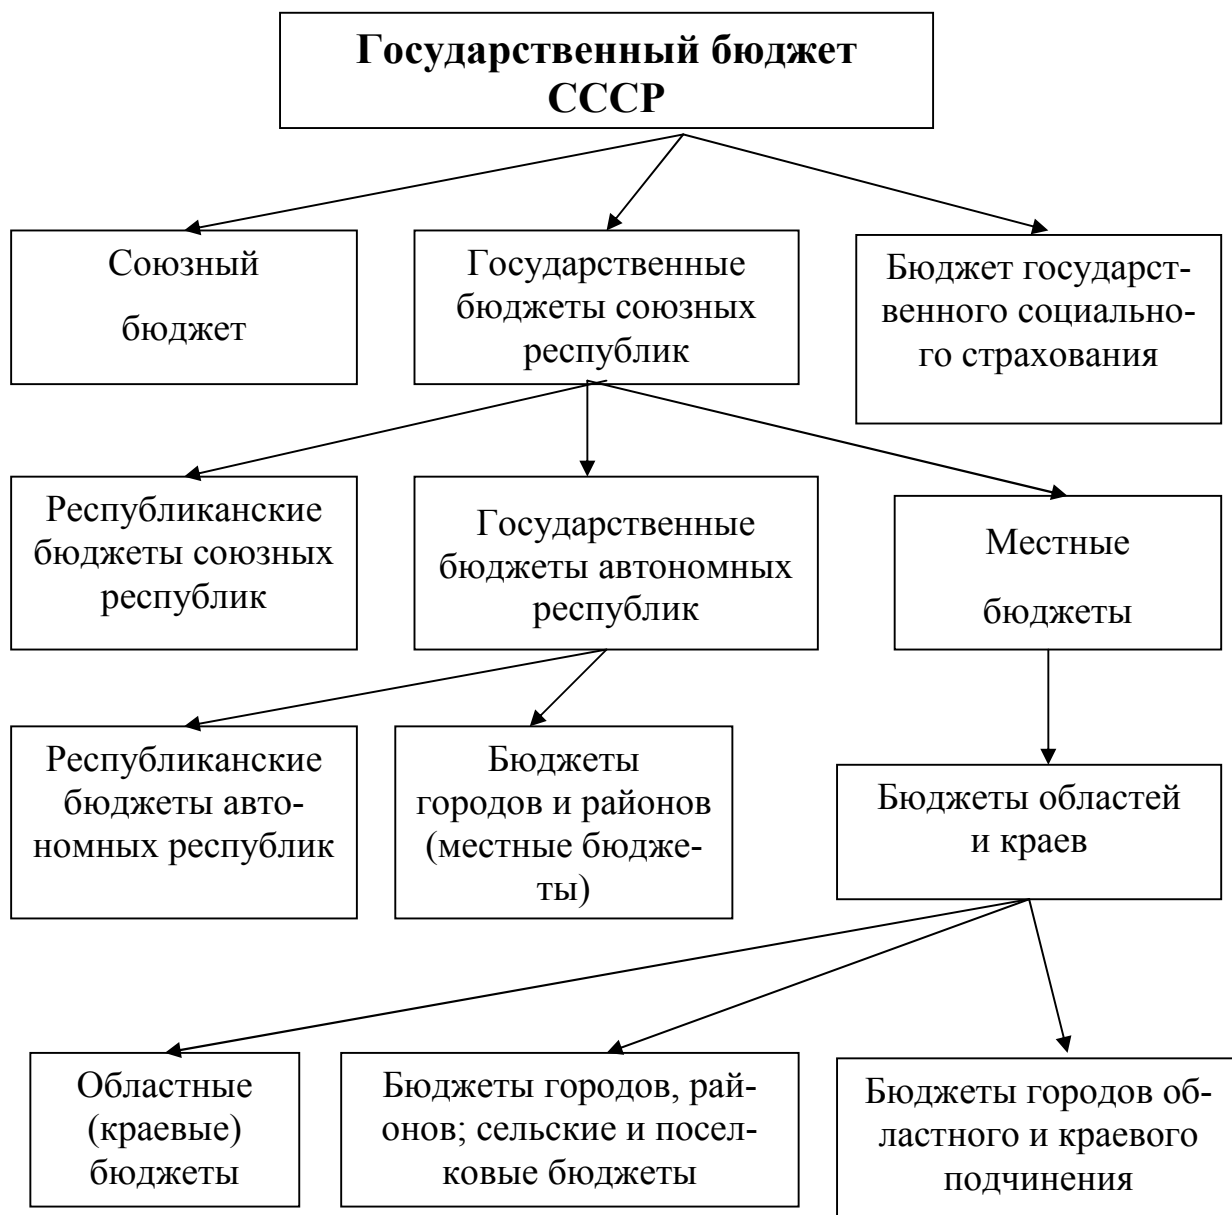 Государственный бюджет
СССР
Союзный
бюджет
Государственные
бюджеты союзных
республик
Бюджет государст-
венного социально-
го страхования
Республиканские
бюджеты союзных
республик
Государственные
бюджеты автономных
республик
Местные
бюджеты
Республиканские
бюджеты авто-
номных республик
Бюджеты
городов и районов
(местные бюдже-
ты)
Бюджеты областей
и краев
Областные
(краевые)
бюджеты
Бюджеты городов, рай-
онов; сельские и посел-
ковые бюджеты
Бюджеты городов об-
ластного и краевого
подчинения